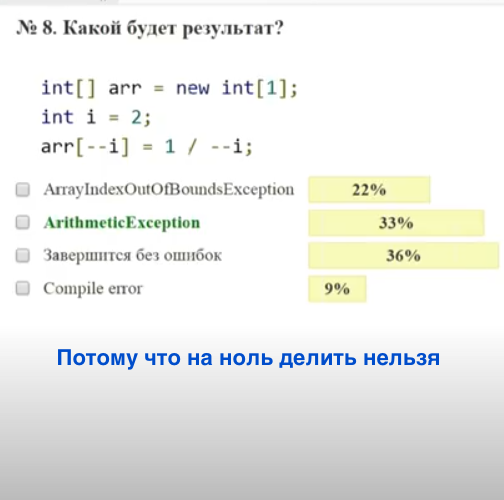 № 8. Какой будет результат?
int[] arr = new int[1];
int i = 2;
arr[--i] = 1 / --i;
ArrayIndexOutOfBoundsException 22%
ArithmeticException 33%
Завершится без ошибок 36%
Compile error 9%
Потому что на ноль делить нельзя